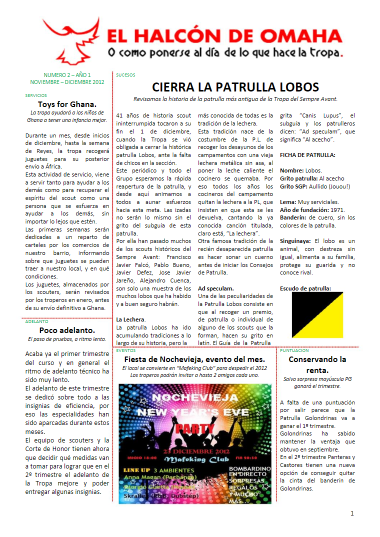 EL HALCÓN DE OMAHA
O como ponerse al día de lo que hace la tropa.
NUMERO 2 – AÑO 1
NOVIEMBRE – DICIEMBRE 2012
SERVICIOS
Toys for Ghana.
La tropa ayudará a los niños de
Ghana a tener una infancia mejor.
Durante un mes, desde inicios
de diciembre, hasta la semana
de Reyes, la tropa recogerá
juguetes para su posterior
envío a África.
Esta actividad de servicio, viene
a servir tanto para ayudar a los
demás como para recuperar el
espíritu del scout como una
persona que se esfuerza en
ayudar a los demás, sin
importar lo lejos que estén.
Las primeras semanas serán
dedicadas a un reparto de
carteles por los comercios de
nuestro barrio, informando
sobre que juguetes se pueden
traer a nuestro local, y en qué
condiciones.
Los juguetes, almacenados por
los scouters, serán revisados
por los troperos en enero, antes
de su envío definitivo a Ghana.
ADELANTO
Poco adelanto.
El paso de pruebas, a ritmo lento.
Acaba ya el primer trimestre
del curso y en general el
ritmo de adelanto técnico ha
sido muy lento.
El adelanto de este trimestre
se dedicó sobre todo a las
insignias de eficiencia, por
eso las especialidades han
sido aparcadas durante estos
meses.
El equipo de scouters y la
Corte de Honor tienen ahora
que decidir qué medidas van
a tomar para lograr que en el
2º trimestre el adelanto de
la Tropa mejore y poder
entregar algunas insignias.
SUCESOS
CIERRA LA PATRULLA LOBOS
Revisamos la historia de la patrulla más antigua de la Tropa del Sempre Avant.
41 años de historia scout
ininterrumpida tocaron a su
fin el 1 de diciembre,
cuando la Tropa se vio
obligada a cerrar la histórica
patrulla Lobos, ante la falta
de chicos en la sección.
Este periódico y todo el
Grupo esperamos la rápida
reapertura de la patrulla, y
desde aquí animamos a
todos a aunar esfuerzos
hacia esta meta. Las izadas
no serán lo mismo sin el
grito del subguía de esta
patrulla.
Por ella han pasado muchos
de los scouts históricos del
Sempre Avant: Francisco
Javier Falcó, Pablo Bueno,
Javier Defez, José Javier
Jareño, Alejandro Cuenca,
son solo una muestra de los
muchos lobos que ha habido
y a buen seguro habrán.
La Lechera.
La patrulla Lobos ha ido
acumulando tradiciones a lo
largo de su historia, pero la
más conocida de todas es la
tradición de la lechera.
Esta tradición nace de la
costumbre de la P.L. de
recoger los desayunos de los
campamentos con una vieja
lechera metálica sin asa, al
poner la leche caliente el
cocinero se quemaba. Por
eso todos los años los
cocineros del campamento
quitan la lechera a la PL, que
insisten en que esta se les
devuelva, cantando la ya
conocida canción titulada,
claro está, "La lechera".
Otra famosa tradición de la
recién desaparecida patrulla
es hacer sonar un cuerno
antes de iniciar los Consejos
de Patrulla.
Ad speculam.
Una de las peculiaridades de
la Patrulla Lobos consiste en
que al recoger un premio,
de patrulla o individual de
alguno de los scouts que la
forman, hacen su grito en
latín. El Guía de la Patrulla
grita "Canis Lupus", el
subguía y los patrulleros
dicen: "Ad speculam", que
significa "Al acecho".
FICHA DE PATRULLA:
Nombre: Lobos.
Grito patrulla: Al acecho
Grito SGP: Aullido (¡uouo!)
Lema: Muy serviciales.
Año de fundación: 1971.
Banderín: de cuero, sin los
colores de la patrulla.
Singuinaya: El lobo es un
animal, con destreza sin
igual, alimenta a su familia,
protege su guarida y no
conoce rival.
Escudo de patrulla:
EVENTOS
Fiesta de Nochevieja, evento del mes.
El local se convierte en "Mafeking Club" para despedir el 2012
Los troperos podrán invitar a hasta 2 amigos cada uno.
NOCHEVIEJA
NEW YEAR'S EVE
PARTY
31 DICIEMBRE 2012
Mafeking Club
LINE UP 3 AMBIENTES
BOMBARDINO
EN DIRECTO
SORPRESAS
REGALOS
Y MUCHO
MAS..
PUNTUACION
Conservando la
renta.
Salvo sorpresa mayúscula PG
ganará el trimestre
A falta de una puntuación
por salir parece que la
Patrulla Golondrinas va a
ganar el 1º trimestre.
Golondrinas ha sabido
mantener la ventaja que
obtuvo en septiembre.
En el 2º trimestre Panteras y
Castores tienen una nueva
opción de conseguir quitar
la cinta del banderín de
Golondrinas.
1